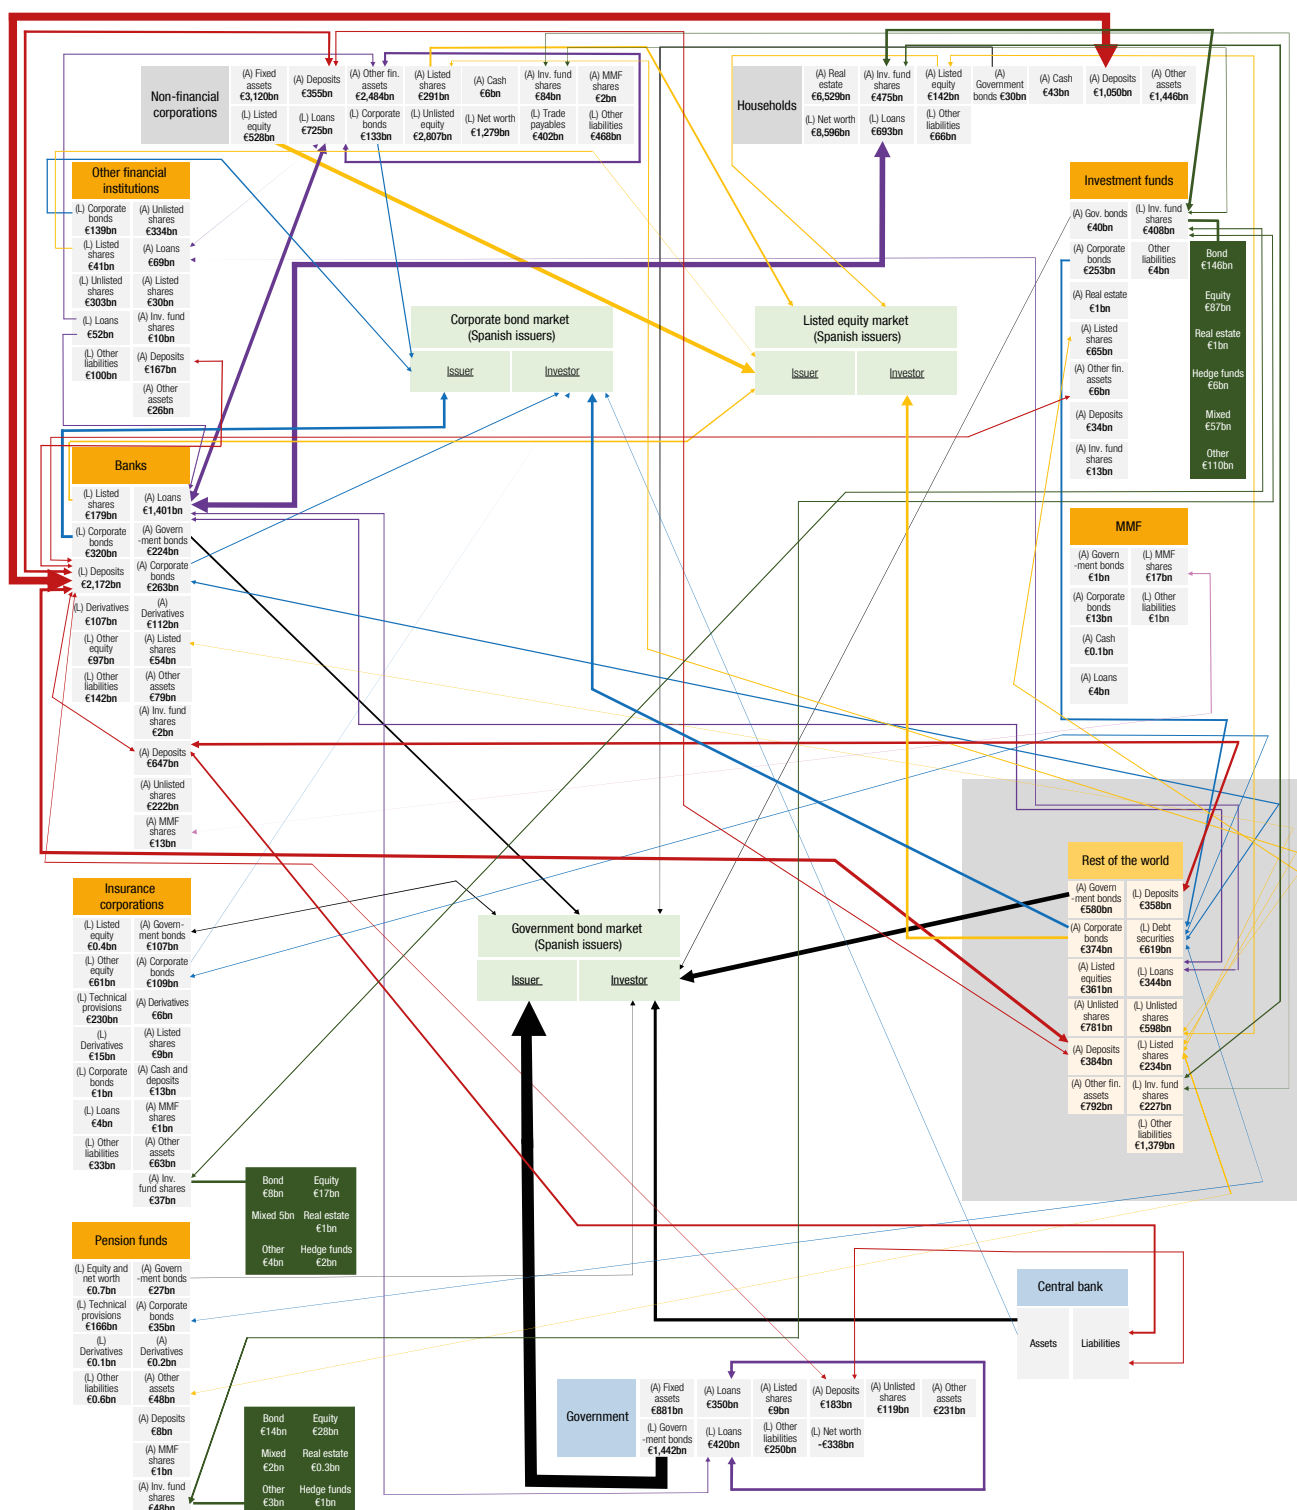 Non-financial
corporations
(A) Fixed
assets
€3,120bn
(A) Deposits
€355bn
(A) Other fin.
assets
€2,484bn
(A) Listed
shares
€291bn
(A) Cash
€6bn
(A) Inv. fund
shares
€84bn
(A) MMF
shares
€2bn
(L) Listed
equity
€528bn
(L) Loans
€725bn
(L) Corporate
bonds
€133bn
(L) Unlisted
equity
€2,807bn
(L) Net worth
€1,279bn
(L) Trade
payables
€402bn
(L) Other
liabilities
€468bn
Households
(A) Real
estate
€6,529bn
(A) Inv. fund
shares
€475bn
(A) Listed
equity
€142bn
(A)
Government
bonds €30bn
(A) Cash
€43bn
(A) Deposits
€1,050bn
(A) Other
assets
€1,446bn
(L) Net worth
€8,596bn
(L) Loans
€693bn
(L) Other
liabilities
€66bn
Other financial
institutions
(L) Corporate
bonds
€139bn
(A) Unlisted
shares
€334bn
(L) Listed
shares
€41bn
(A) Loans
€69bn
(L) Unlisted
shares
€303bn
(A) Listed
shares
€30bn
(L) Loans
€52bn
(A) Inv. fund
shares
€10bn
(L) Other
liabilities
€100bn
(A) Deposits
€167bn
(A) Other
assets
€26bn
Investment funds
(A) Gov. bonds
€40bn
(L) Inv. fund
shares
€408bn
(A) Corporate
bonds
€253bn
Other
liabilities
€4bn
(A) Real estate
€1bn
(A) Listed
shares
€65bn
(A) Other fin.
assets
€6bn
(A) Deposits
€34bn
(A) Inv. fund
shares
€13bn
Bond
€146bn
Equity
€87bn
Real estate
€1bn
Hedge funds
€6bn
Mixed
€57bn
Other
€110bn
Corporate bond market
(Spanish issuers)
Issuer
Investor
Listed equity market
(Spanish issuers)
Issuer
Investor
Banks
(L) Listed
shares
€179bn
(A) Loans
€1,401bn
(L) Corporate
bonds
€320bn
(A) Govern
-ment bonds
€224bn
(L) Deposits
€2,172bn
(A) Corporate
bonds
€263bn
(L) Derivatives
€107bn
(A)
Derivatives
€112bn
(L) Other
equity
€97bn
(A) Listed
shares
€54bn
(L) Other
liabilities
€142bn
(A) Other
assets
€79bn
(A) Inv. fund
shares
€2bn
(A) Deposits
€647bn
(A) Unlisted
shares
€222bn
(A) MMF
shares
€13bn
MMF
(A) Govern
-ment bonds
€1bn
(L) MMF
shares
€17bn
(A) Corporate
bonds
€13bn
(L) Other
liabilities
€1bn
(A) Cash
€0.1bn
(A) Loans
€4bn
Rest of the world
(A) Govern
-ment bonds
€580bn
(L) Deposits
€358bn
(A) Corporate
bonds
€374bn
(L) Debt
securities
€619bn
(A) Listed
equities
€361bn
(L) Loans
€344bn
(A) Unlisted
shares
€781bn
(L) Unlisted
shares
€598bn
(A) Deposits
€384bn
(L) Listed
shares
€234bn
(A) Other fin.
assets
€792bn
(L) Inv. fund
shares
€227bn
(L) Other
liabilities
€1,379bn
Insurance
corporations
(L) Listed
equity
€0.4bn
(A) Govern-
ment bonds
€107bn
(L) Other
equity
€61bn
(A) Corporate
bonds
€109bn
(L) Technical
provisions
€230bn
(A) Derivatives
€6bn
(L)
Derivatives
€15bn
(A) Listed
shares
€9bn
(L) Corporate
bonds
€1bn
(A) Cash and
deposits
€13bn
(L) Loans
€4bn
(A) MMF
shares
€1bn
(L) Other
liabilities
€33bn
(A) Other
assets
€63bn
(A) Inv.
fund shares
€37bn
Bond
€8bn
Equity
€17bn
Mixed 5bn
Real estate
€1bn
Other
€4bn
Hedge funds
€2bn
Government bond market
(Spanish issuers)
Issuer
Investor
Pension funds
(L) Equity and
net worth
€0.7bn
(A) Govern
-ment bonds
€27bn
(L) Technical
provisions
€166bn
(A) Corporate
bonds
€35bn
(L)
Derivatives
€0.1bn
(A)
Derivatives
€0.2bn
(L) Other
liabilities
€0.6bn
(A) Other
assets
€48bn
(A) Deposits
€8bn
(A) MMF
shares
€1bn
(A) Inv. fund
shares
€48bn
Bond
€14bn
Equity
€28bn
Mixed
€2bn
Real estate
€0.3bn
Other
€3bn
Hedge funds
€1bn
Central bank
Assets
Liabilities
Government
(A) Fixed
assets
€881bn
(A) Loans
€350bn
(A) Listed
shares
€9bn
(A) Deposits
€183bn
(A) Unlisted
shares
€119bn
(A) Other
assets
€231bn
(L) Govern
-ment bonds
€1,442bn
(L) Loans
€420bn
(L) Other
liabilities
€250bn
(L) Net worth
-€338bn